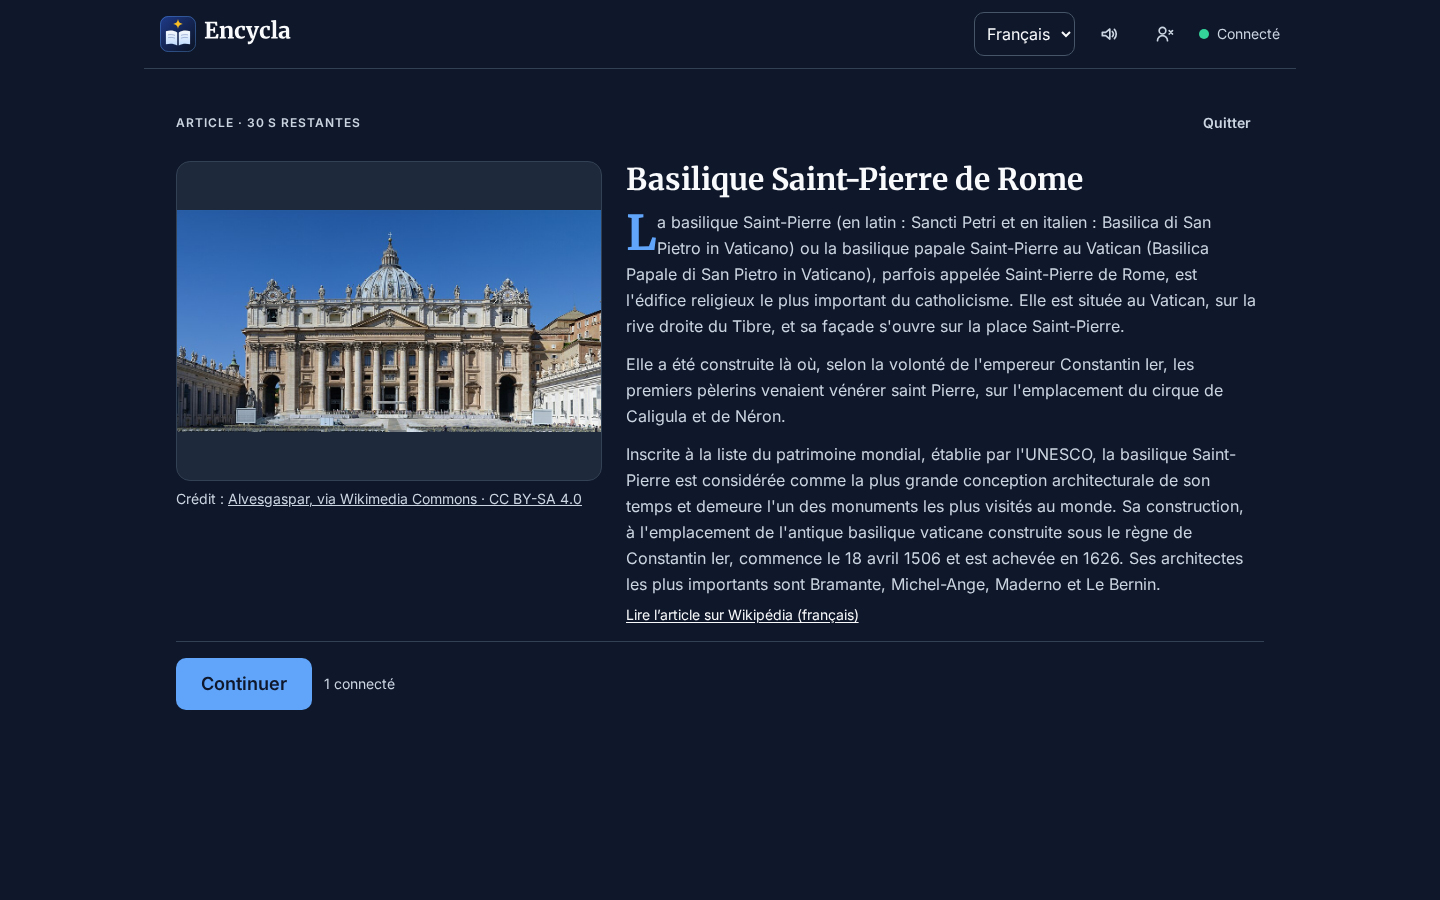 Encycla
Français
Connecté
ARTICLE · 30 S RESTANTES
Quitter
Basilique Saint-Pierre de Rome
La basilique Saint-Pierre (en latin : Sancti Petri et en italien : Basilica di San
Pietro in Vaticano) ou la basilique papale Saint-Pierre au Vatican (Basilica
Papale di San Pietro in Vaticano), parfois appelée Saint-Pierre de Rome, est
l'édifice religieux le plus important du catholicisme. Elle est située au Vatican, sur la
rive droite du Tibre, et sa façade s'ouvre sur la place Saint-Pierre.
Elle a été construite là où, selon la volonté de l'empereur Constantin Ier, les
premiers pèlerins venaient vénérer saint Pierre, sur l'emplacement du cirque de
Caligula et de Néron.
Inscrite à la liste du patrimoine mondial, établie par l'UNESCO, la basilique Saint-
Pierre est considérée comme la plus grande conception architecturale de son
temps et demeure l'un des monuments les plus visités au monde. Sa construction,
à l'emplacement de l'antique basilique vaticane construite sous le règne de
Constantin Ier, commence le 18 avril 1506 et est achevée en 1626. Ses architectes
les plus importants sont Bramante, Michel-Ange, Maderno et Le Bernin.
Lire l’article sur Wikipédia (français)
Crédit : Alvesgaspar, via Wikimedia Commons · CC BY-SA 4.0
Continuer
1 connecté